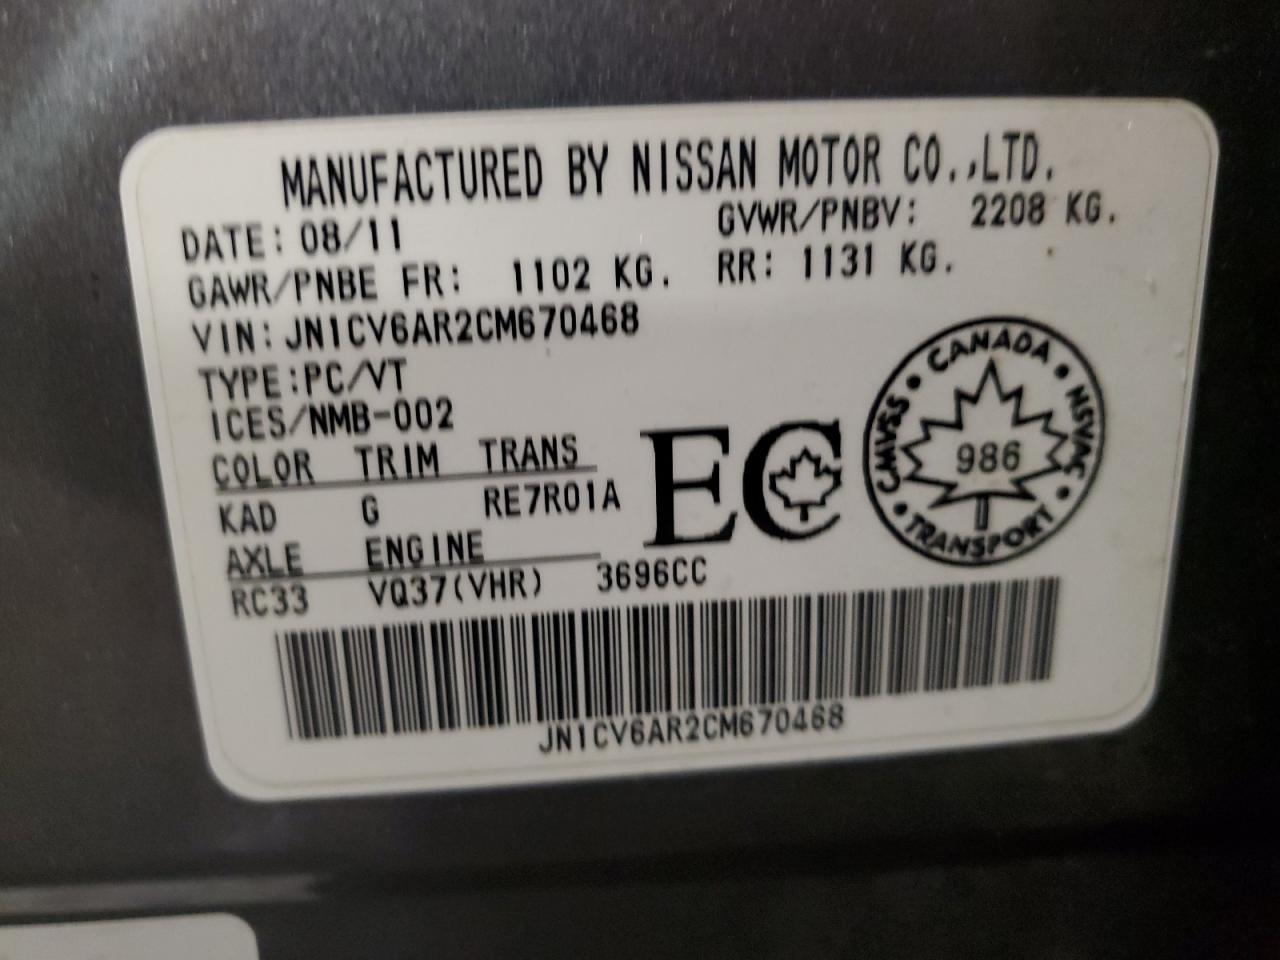 MANUFACTURED BY NISSAN MOTOR CO.,LTD.
DATE: 08/11 GVWR/PNBV: 2208 KG.
GAWR/PNBE FR: 1102 KG. RR: 1131 KG.
VIN: JN1CV6AR2CM670468
TYPE:PC/VT
ICES/NMB-002
COLOR TRIM TRANS
KAD G RE7R01A
AXLE ENGINE
RC33 VQ37(VHR) 3696CC
EC
CANADA • NSVAC • TRANSPORT • CMVSS •
986
JN1CV6AR2CM670468